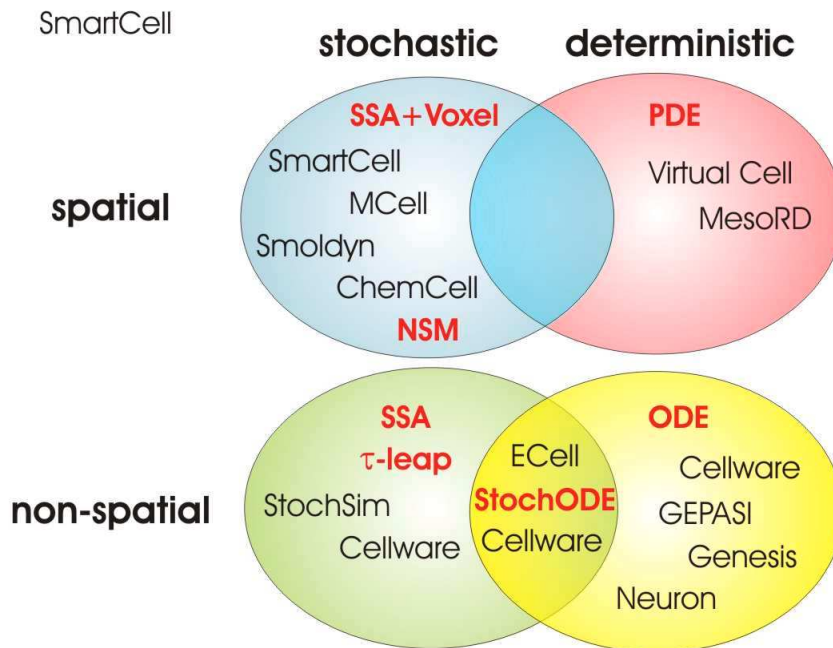 SmartCell
stochastic deterministic
spatial
SSA+Voxel
SmartCell
MCell
Smoldyn
ChemCell
NSM
PDE
Virtual Cell
MesoRD
non-spatial
SSA
τ-leap
StochSim
Cellware
ECell
StochODE
Cellware
ODE
Cellware
GEPASI
Genesis
Neuron